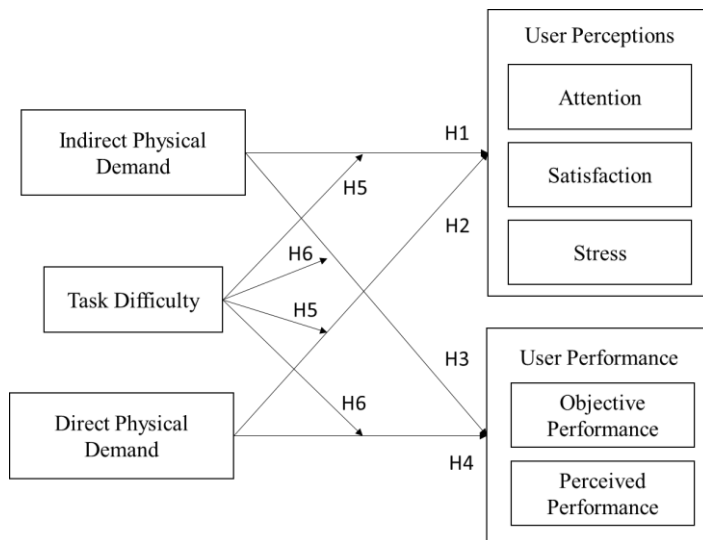 User Perceptions
Attention
Indirect Physical
Demand
H1
H5
Satisfaction
H2
H6
Stress
Task Difficulty
H5
User Performance
H3
H6
Objective
Performance
Direct Physical
Demand
H4
Perceived
Performance